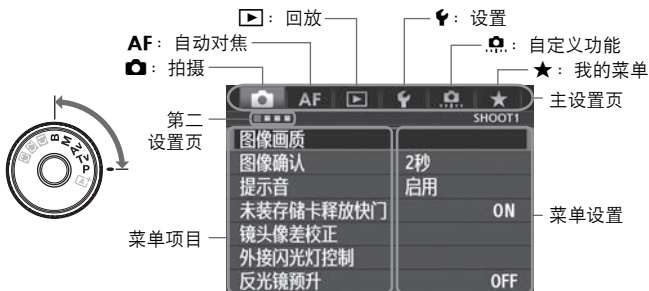 ▶: 回放
设置
AF: 自动对焦
自定义功能
拍摄
★: 我的菜单
AF
★
主设置页
第二
设置页
SHOOT1
图像画质
图像确认 2秒
提示音 启用
未装存储卡释放快门 ON
镜头像差校正
外接闪光灯控制
反光镜预升 OFF
菜单项目
菜单设置
B
M
Av
Tv
P
A+